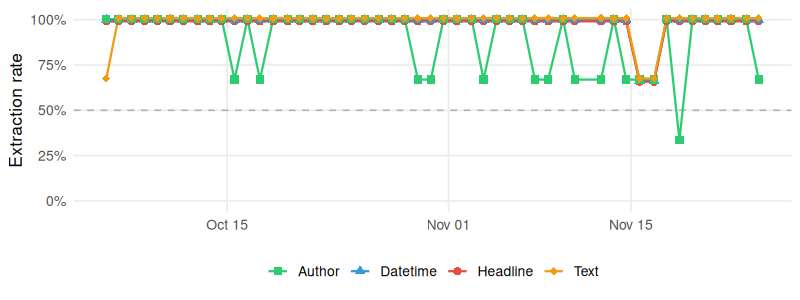 Extraction rate
100%
75%
50%
25%
0%
Oct 15 Nov 01 Nov 15
Author Datetime Headline Text